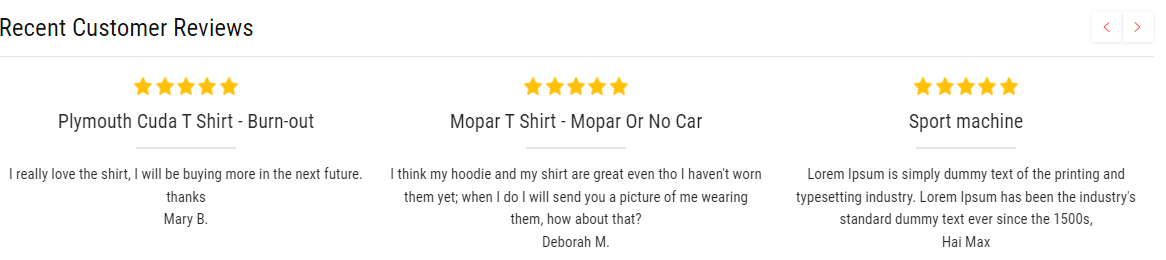 Recent Customer Reviews
Plymouth Cuda T Shirt - Burn-out
I really love the shirt, I will be buying more in the next future.
thanks
Mary B.
Mopar T Shirt - Mopar Or No Car
I think my hoodie and my shirt are great even tho I haven't worn
them yet; when I do I will send you a picture of me wearing
them, how about that?
Deborah M.
Sport machine
Lorem Ipsum is simply dummy text of the printing and
typesetting industry. Lorem Ipsum has been the industry's
standard dummy text ever since the 1500s,
Hai Max